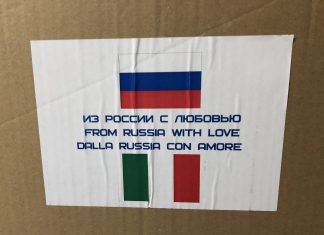 ИЗ РОССИИ С ЛЮБОВЬЮ
FROM RUSSIA WITH LOVE
DALLA RUSSIA CON AMORE